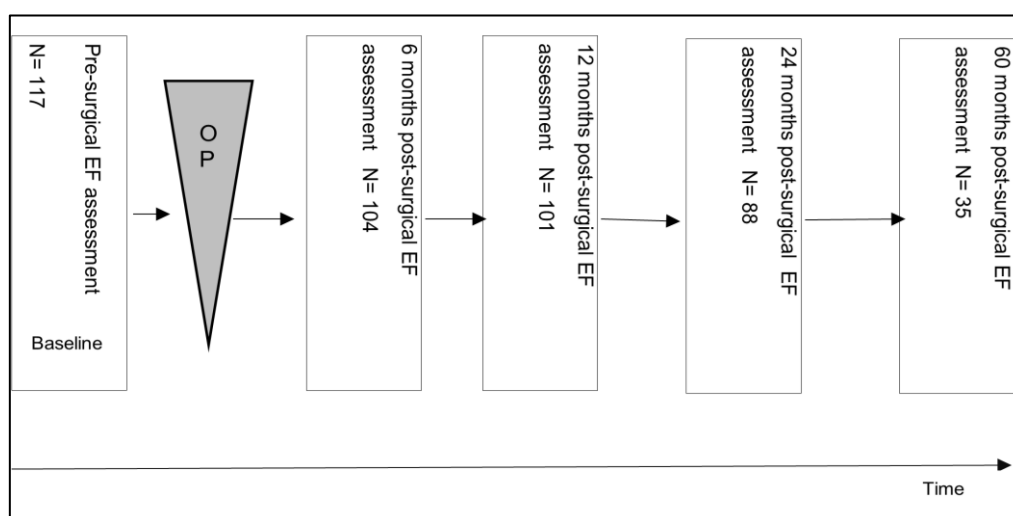 Pre-surgical EF assessment
N= 117
Baseline
O
P
6 months post-surgical EF
assessment N= 104
12 months post-surgical EF
assessment N= 101
24 months post-surgical EF
assessment N= 88
60 months post-surgical EF
assessment N= 35
Time